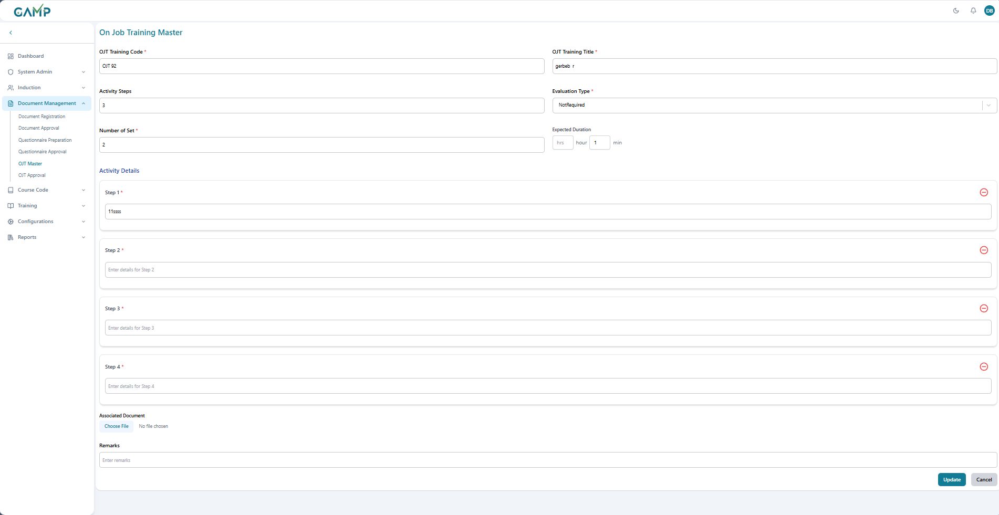 GAMP
DB
On Job Training Master
Dashboard
System Admin
Induction
Document Management
Document Registration
Document Approval
Questionnaire Preparation
Questionnaire Approval
OJT Master
OJT Approval
Course Code
Training
Configurations
Reports
OJT Training Code *
OJT 92
OJT Training Title *
gerbeb r
Activity Steps
3
Evaluation Type *
NotRequired
Number of Set *
2
Expected Duration
hrs hour 1 min
Activity Details
Step 1 *
11ssss
Step 2 *
Enter details for Step 2
Step 3 *
Enter details for Step 3
Step 4 *
Enter details for Step 4
Associated Document
Choose File No file chosen
Remarks
Enter remarks
Update Cancel